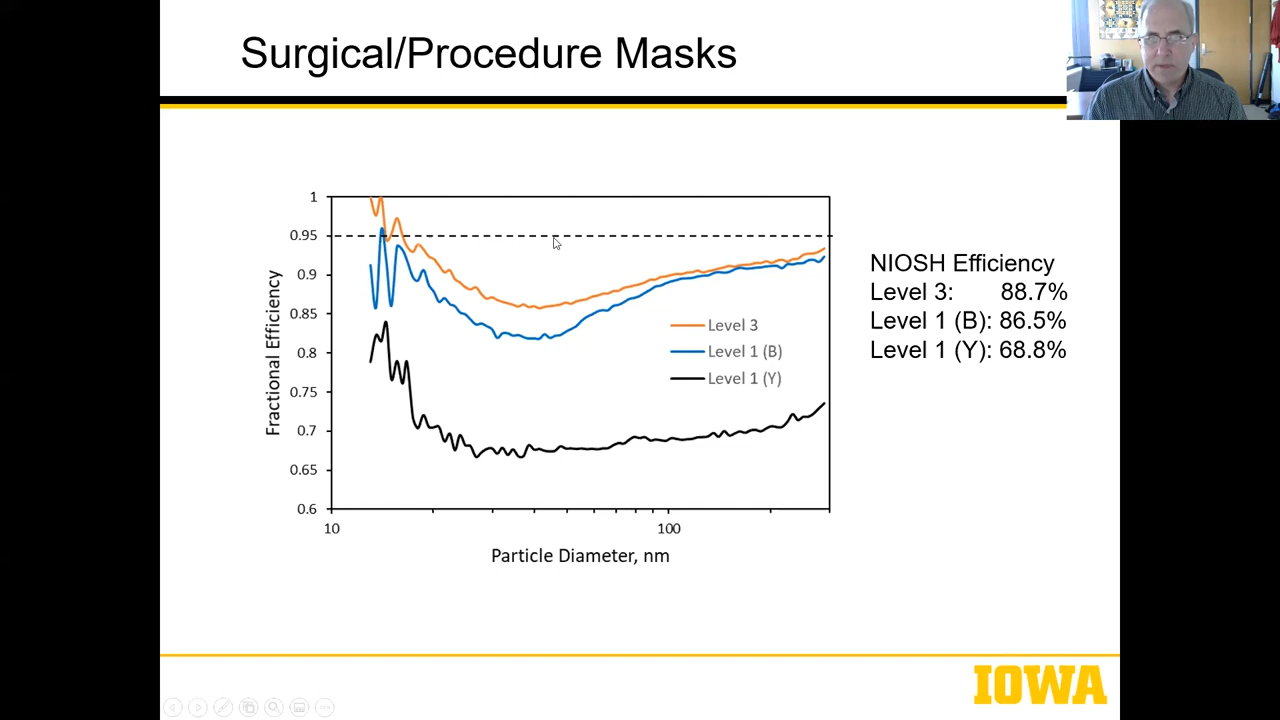 Surgical/Procedure Masks
1
0.95
0.9
0.85
0.8
0.75
0.7
0.65
0.6
10
100
Fractional Efficiency
Particle Diameter, nm
Level 3
Level 1 (B)
Level 1 (Y)
NIOSH Efficiency
Level 3: 88.7%
Level 1 (B): 86.5%
Level 1 (Y): 68.8%
IOWA